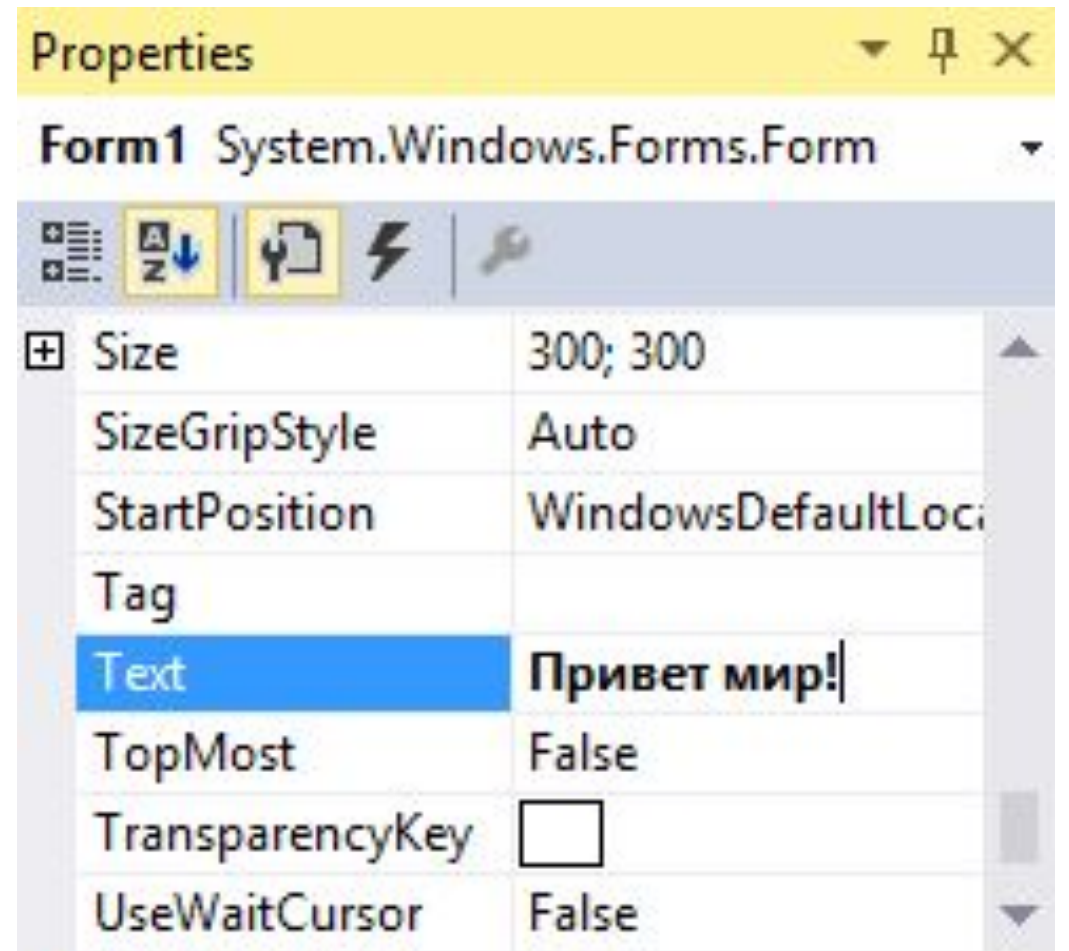 Properties
Form1 System.Windows.Forms.Form
Size 300; 300
SizeGripStyle Auto
StartPosition WindowsDefaultLoca
Tag
Text Привет мир!
TopMost False
TransparencyKey
UseWaitCursor False